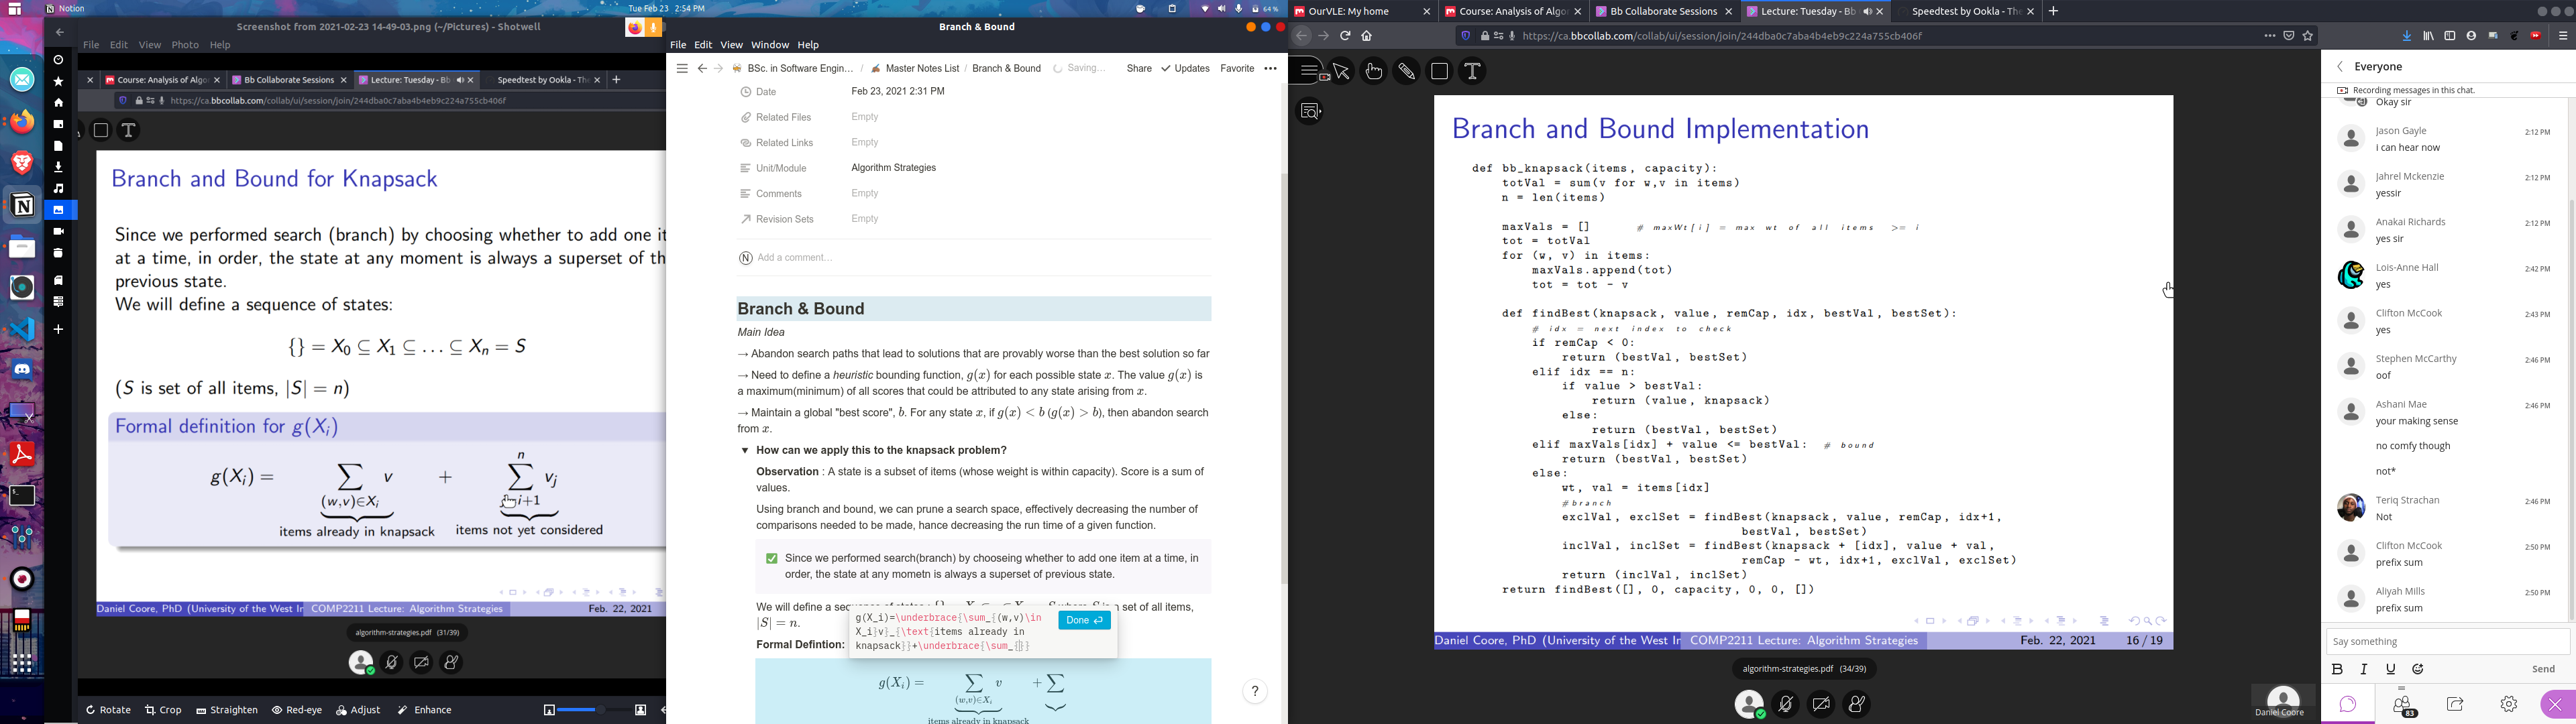 Notion
Tue Feb 23 2:54 PM
64 %
Screenshot from 2021-02-23 14-49-03.png (~/Pictures) - Shotwell
File Edit View Photo Help
Course: Analysis of Algor
Bb Collaborate Sessions
Lecture: Tuesday - Bb
Speedtest by Ookla - The
https://ca.bbcollab.com/collab/ui/session/join/244dba0c7aba4b4eb9c224a755cb406f
Branch and Bound for Knapsack
Since we performed search (branch) by choosing whether to add one it
at a time, in order, the state at any moment is always a superset of th
previous state.
We will define a sequence of states:
{} = X₀ ⊆ X₁ ⊆ … ⊆ Xₙ = S
(S is set of all items, |S| = n)
Formal definition for g(Xᵢ)
g(Xᵢ) = ∑ v + ∑ vⱼ
n
(w,v)∈Xᵢ i+1
items already in knapsack items not yet considered
Daniel Coore, PhD (University of the West In COMP2211 Lecture: Algorithm Strategies Feb. 22, 2021
algorithm-strategies.pdf (31/39)
Rotate Crop Straighten Red-eye Adjust Enhance
Branch & Bound
File Edit View Window Help
BSc. in Software Engin... / Master Notes List / Branch & Bound Saving... Share Updates Favorite
Date Feb 23, 2021 2:31 PM
Related Files Empty
Related Links Empty
Unit/Module Algorithm Strategies
Comments Empty
Revision Sets Empty
N Add a comment...
Branch & Bound
Main Idea
→ Abandon search paths that lead to solutions that are provably worse than the best solution so far
→ Need to define a heuristic bounding function, g(x) for each possible state x. The value g(x) is
a maximum(minimum) of all scores that could be attributed to any state arising from x.
→ Maintain a global "best score", b. For any state x, if g(x) < b (g(x) > b), then abandon search
from x.
How can we apply this to the knapsack problem?
Observation : A state is a subset of items (whose weight is within capacity). Score is a sum of
values.
Using branch and bound, we can prune a search space, effectively decreasing the number of
comparisons needed to be made, hance decreasing the run time of a given function.
Since we performed search(branch) by chooseing whether to add one item at a time, in
order, the state at any mometn is always a superset of previous state.
We will define a set of all items,
|S| = n.
g(X_i)=\underbrace{\sum_{(w,v)\in
X_i}v}_{\text{items already in
knapsack}}+\underbrace{\sum_{}}
Done
Formal Defintion:
g(Xᵢ) = ∑ v + ∑
(w,v)∈Xᵢ
items already in knapsack
?
OurVLE: My home
Course: Analysis of Algor
Bb Collaborate Sessions
Lecture: Tuesday - Bb
Speedtest by Ookla - The
https://ca.bbcollab.com/collab/ui/session/join/244dba0c7aba4b4eb9c224a755cb406f
Branch and Bound Implementation
def bb_knapsack(items, capacity):
totVal = sum(v for w,v in items)
n = len(items)
maxVals = [] # maxWt[i] = max wt of all items >= i
tot = totVal
for (w, v) in items:
maxVals.append(tot)
tot = tot - v
def findBest(knapsack, value, remCap, idx, bestVal, bestSet):
# idx = next index to check
if remCap < 0:
return (bestVal, bestSet)
elif idx == n:
if value > bestVal:
return (value, knapsack)
else:
return (bestVal, bestSet)
elif maxVals[idx] + value <= bestVal: # bound
return (bestVal, bestSet)
else:
wt, val = items[idx]
#branch
exclVal, exclSet = findBest(knapsack, value, remCap, idx+1,
bestVal, bestSet)
inclVal, inclSet = findBest(knapsack + [idx], value + val,
remCap - wt, idx+1, exclVal, exclSet)
return (inclVal, inclSet)
return findBest([], 0, capacity, 0, 0, [])
Daniel Coore, PhD (University of the West In COMP2211 Lecture: Algorithm Strategies Feb. 22, 2021 16 / 19
algorithm-strategies.pdf (34/39)
Daniel Coore
Everyone
Recording messages in this chat.
Okay sir
Jason Gayle 2:12 PM
i can hear now
Jahrel Mckenzie 2:12 PM
yessir
Anakai Richards 2:12 PM
yes sir
Lois-Anne Hall 2:42 PM
yes
Clifton McCook 2:43 PM
yes
Stephen McCarthy 2:46 PM
oof
Ashani Mae 2:46 PM
your making sense
no comfy though
not*
Teriq Strachan 2:46 PM
Not
Clifton McCook 2:50 PM
prefix sum
Aliyah Mills 2:50 PM
prefix sum
Say something
B I U Send
83